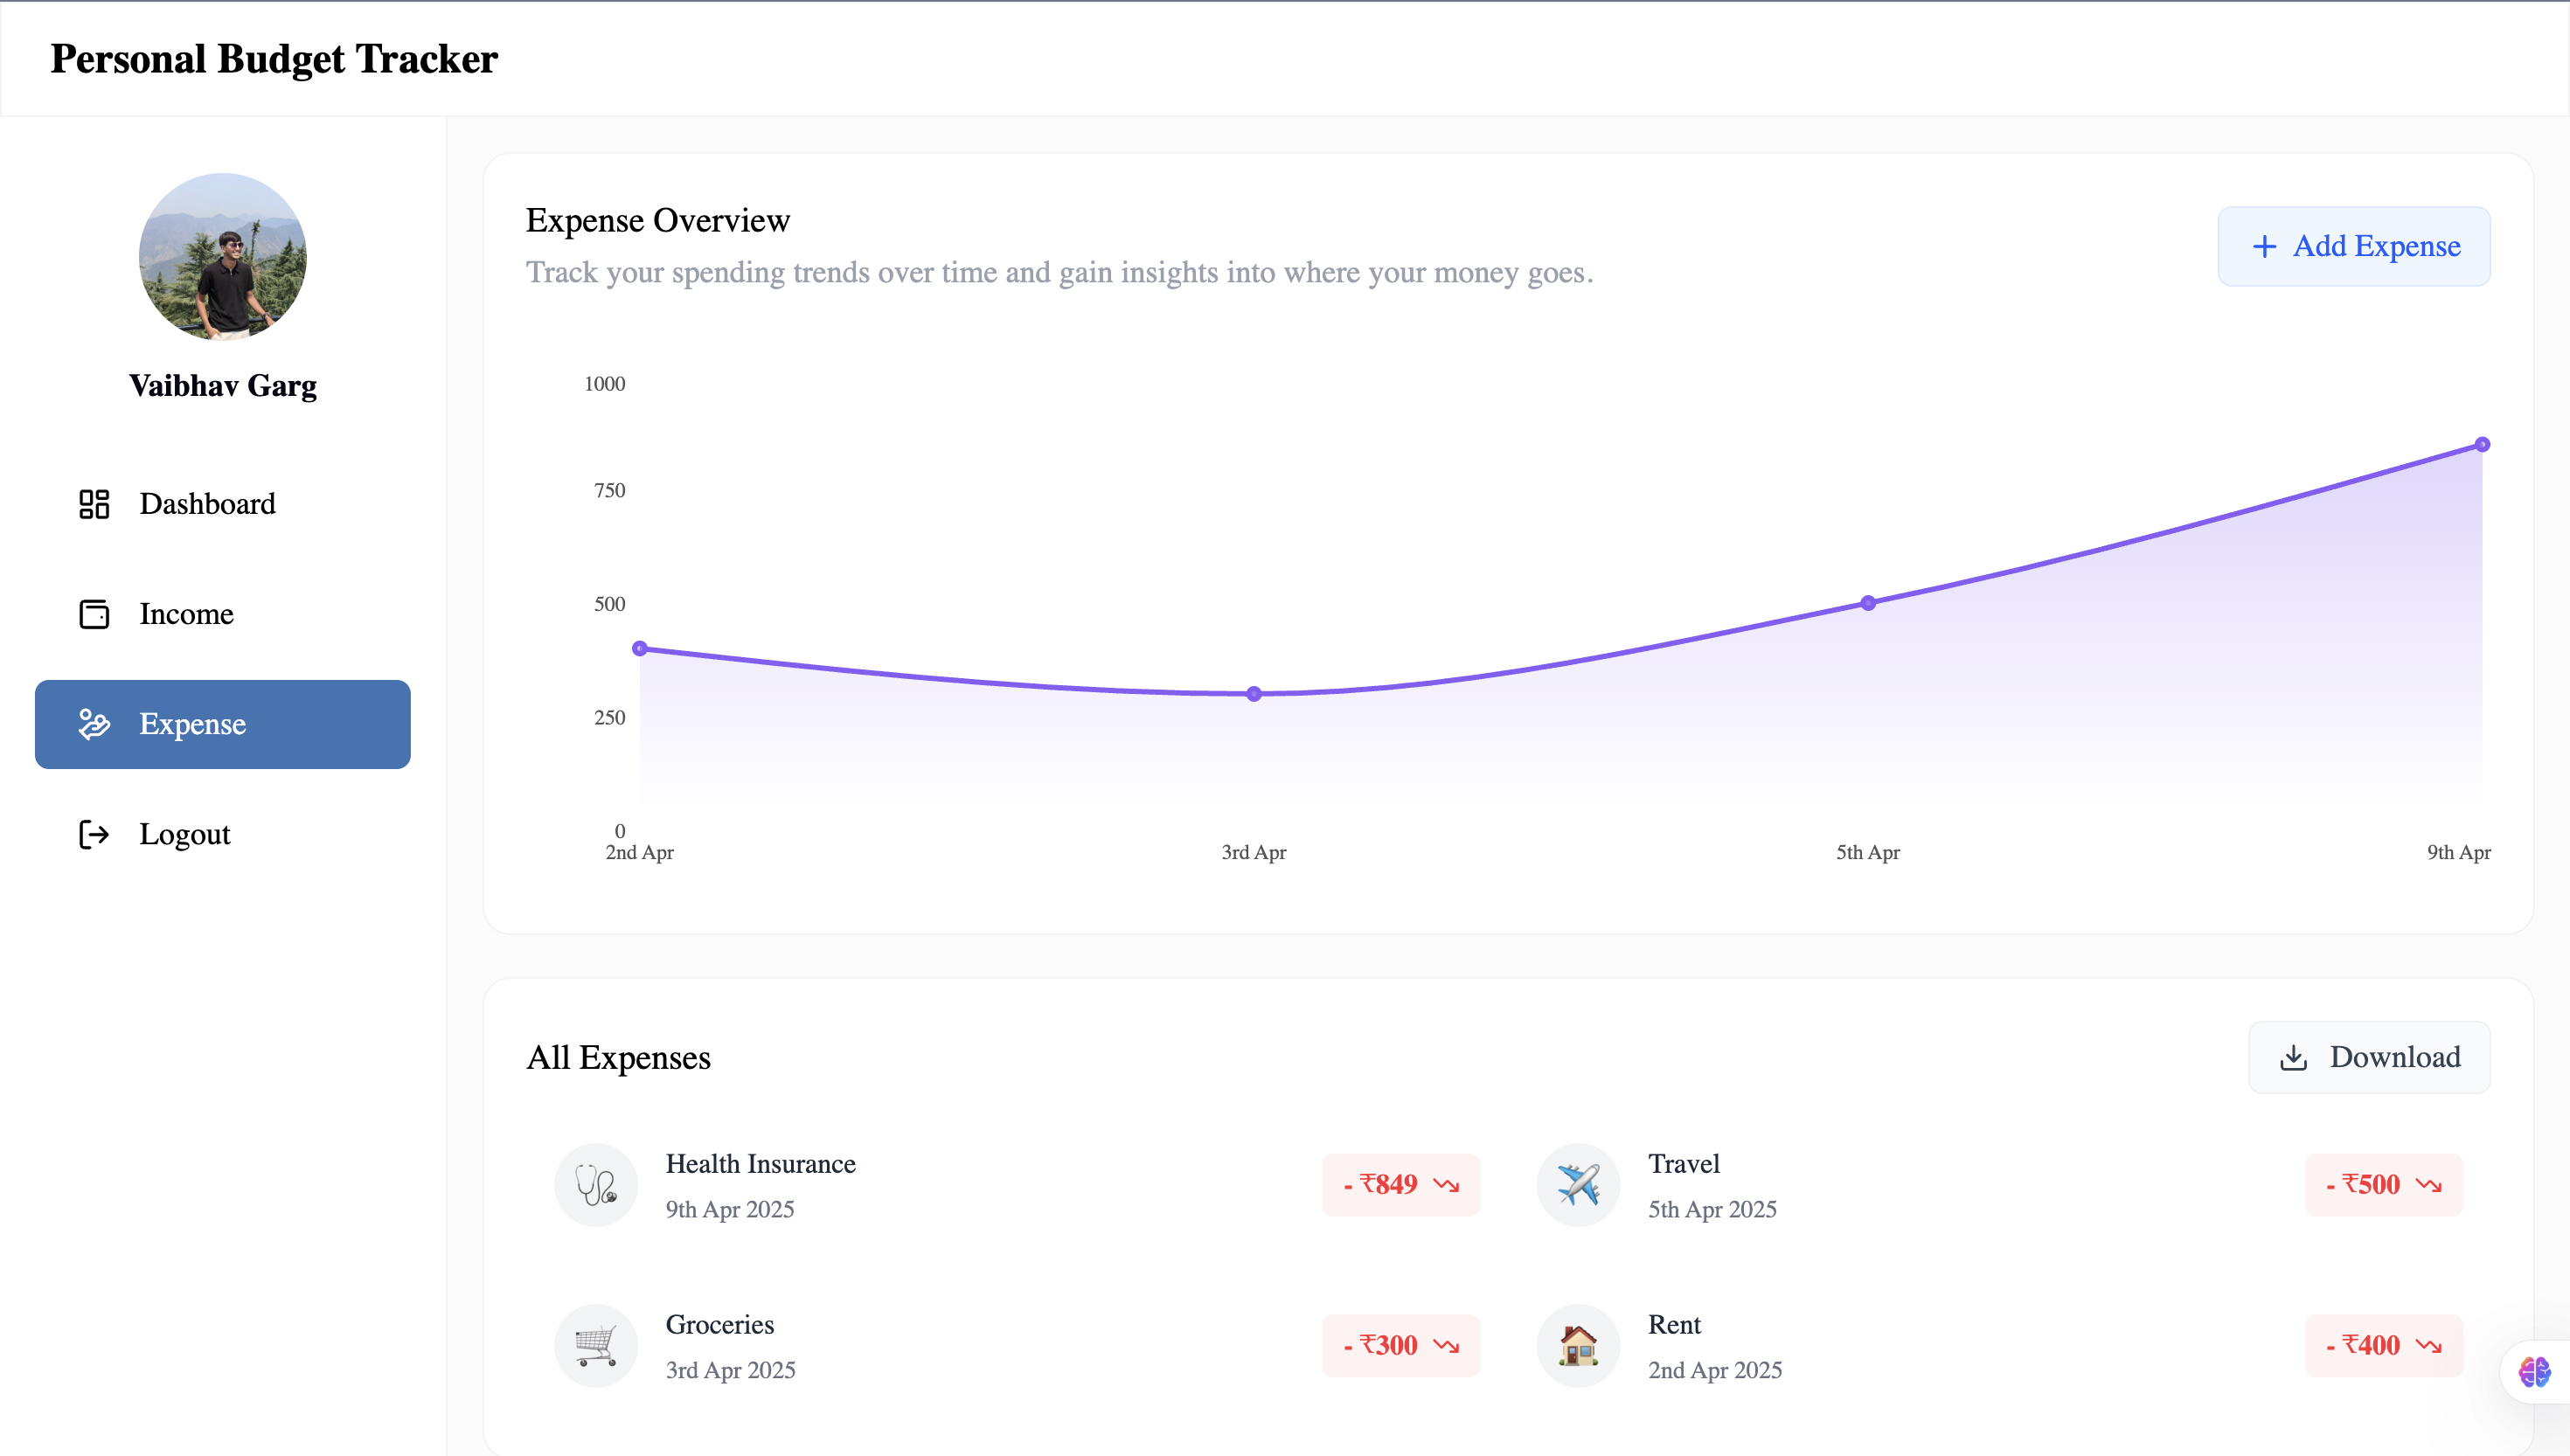 Personal Budget Tracker
Vaibhav Garg
Dashboard
Income
Expense
Logout
Expense Overview
Track your spending trends over time and gain insights into where your money goes.
+ Add Expense
1000
750
500
250
0
2nd Apr 3rd Apr 5th Apr 9th Apr
All Expenses
Download
Health Insurance
9th Apr 2025
- ₹849
Travel
5th Apr 2025
- ₹500
Groceries
3rd Apr 2025
- ₹300
Rent
2nd Apr 2025
- ₹400